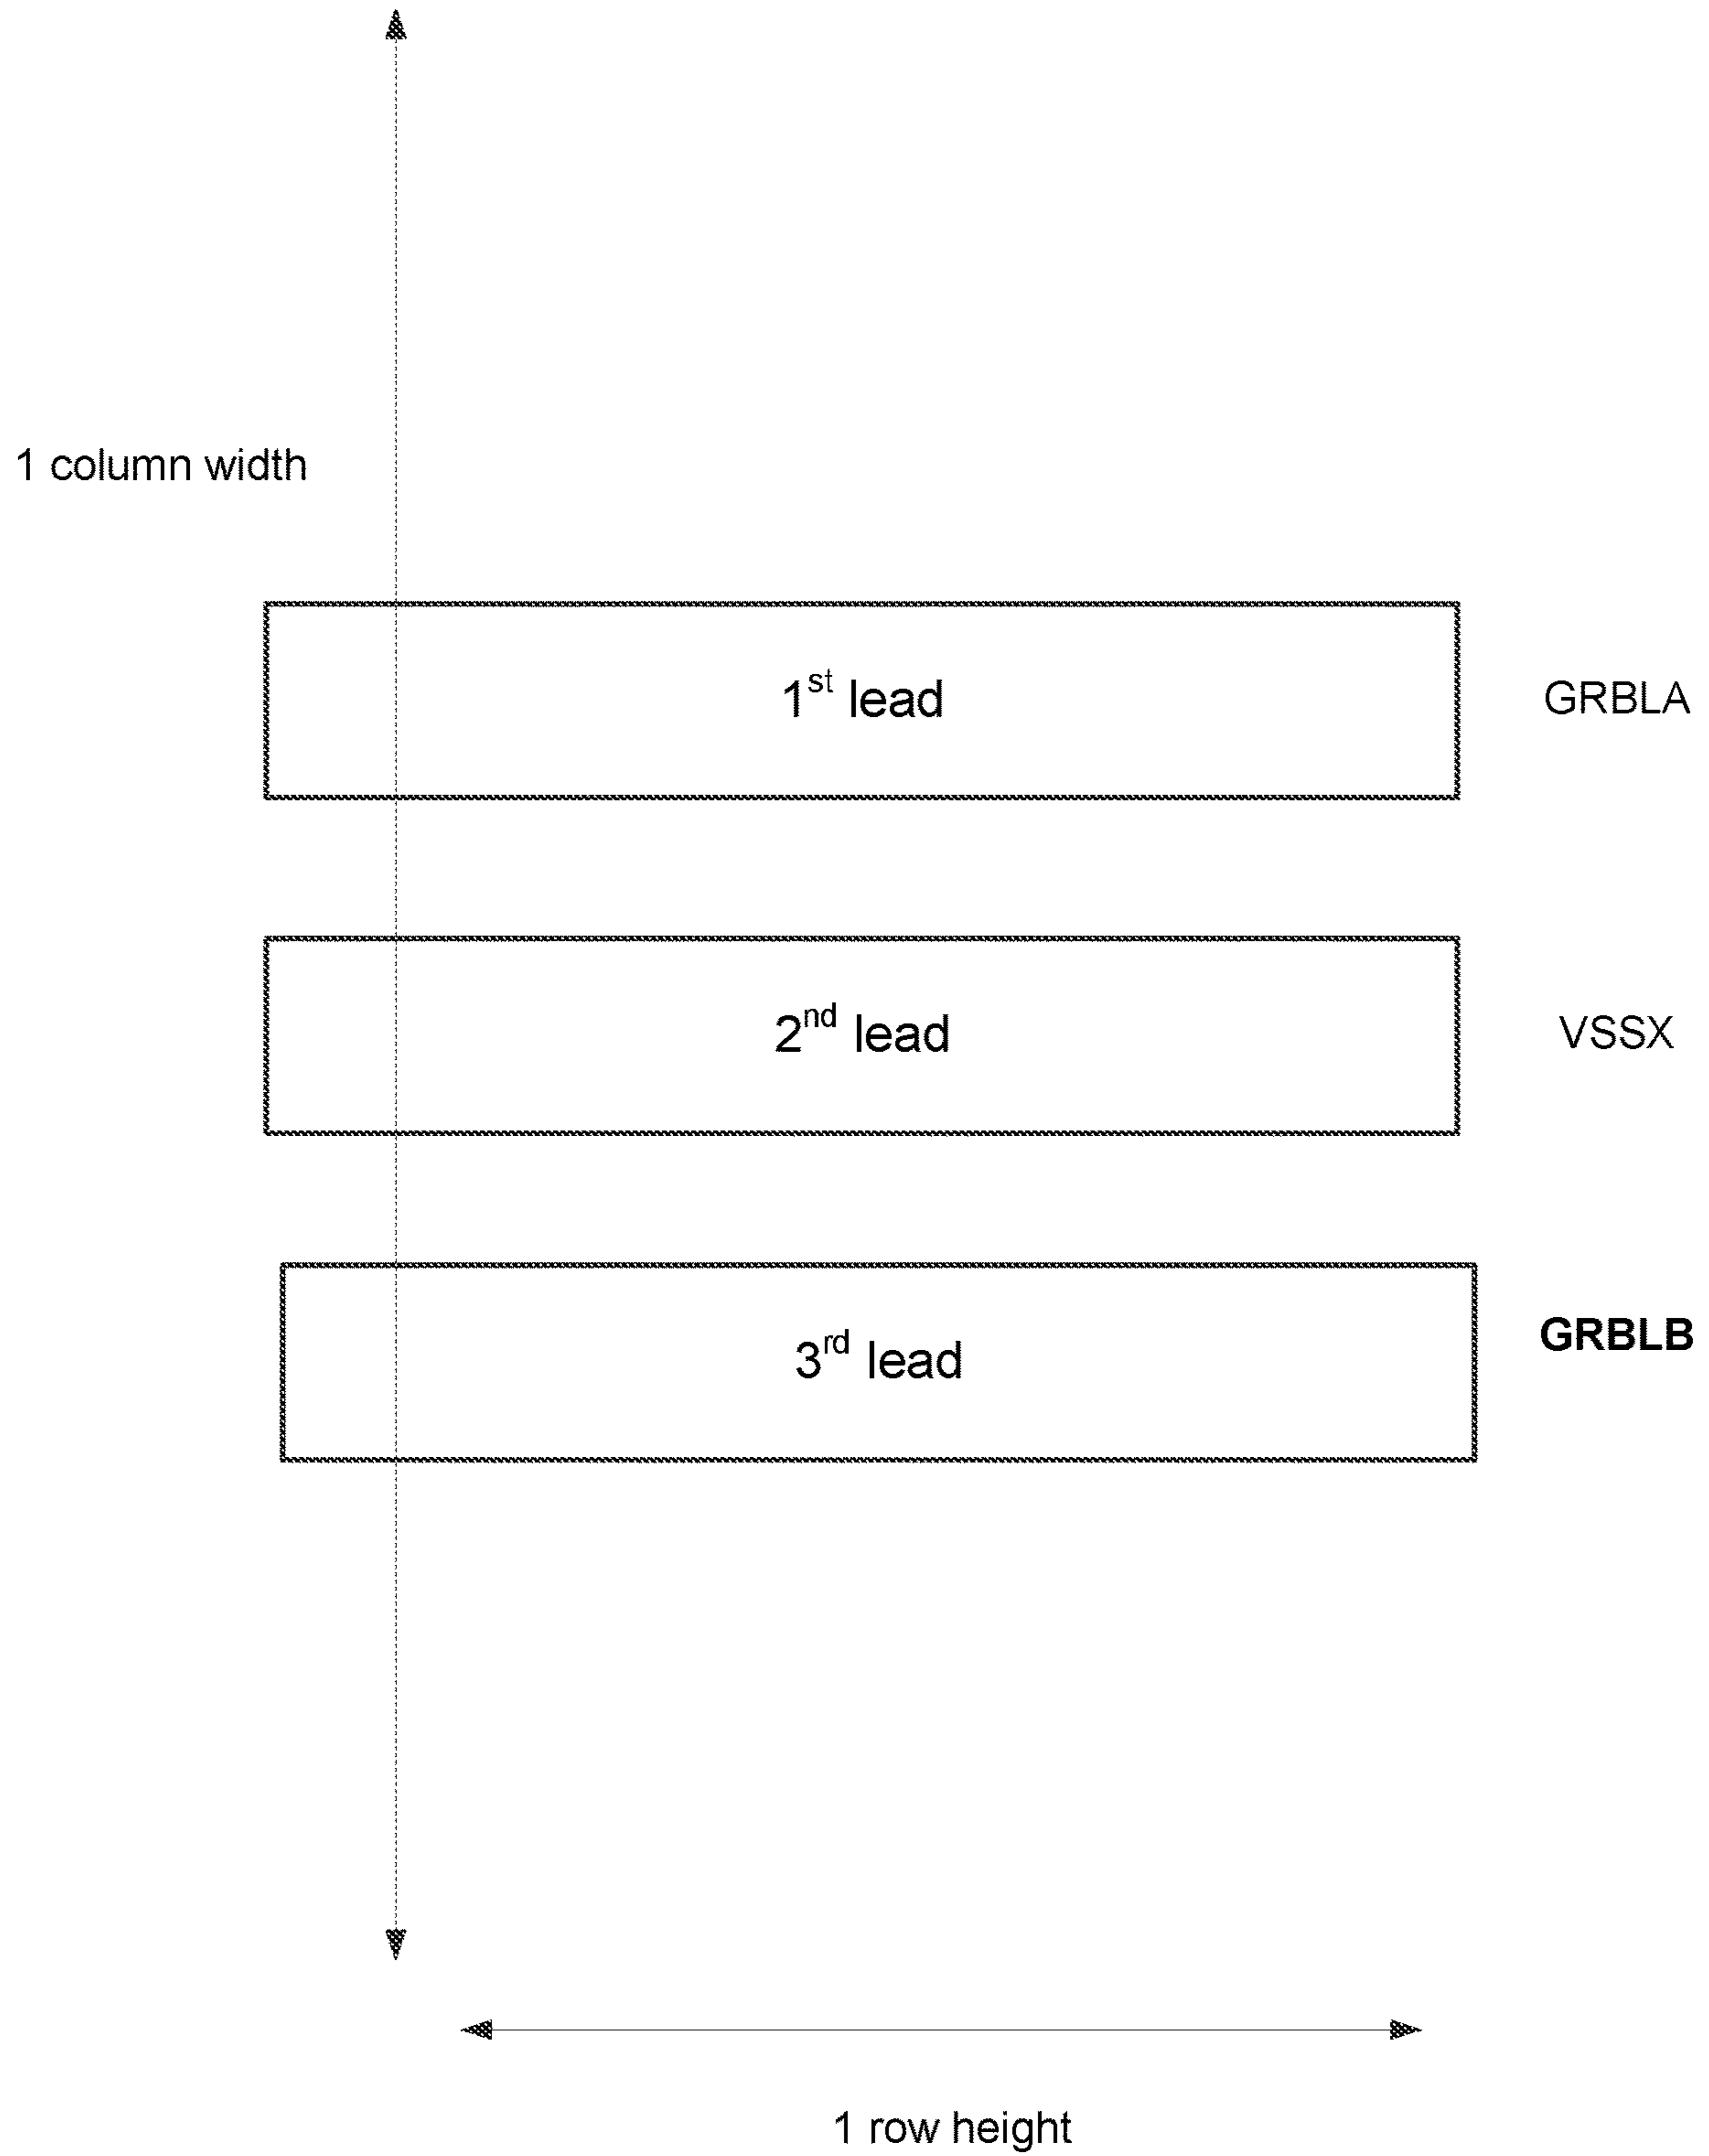 1 column width
1st lead
GRBLA
2nd lead
VSSX
3rd lead
GRBLB
1 row height